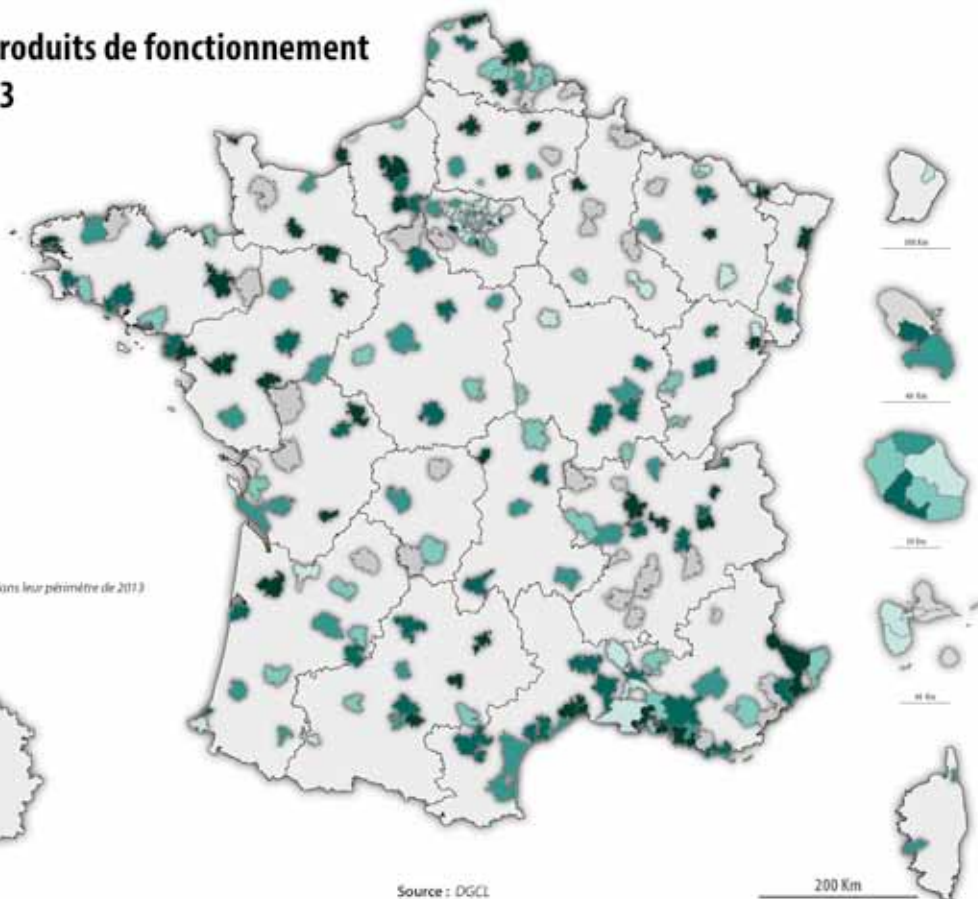 roduits de fonctionnement
3
ans leur périmètre de 2013
Source : DGCL
200 Km